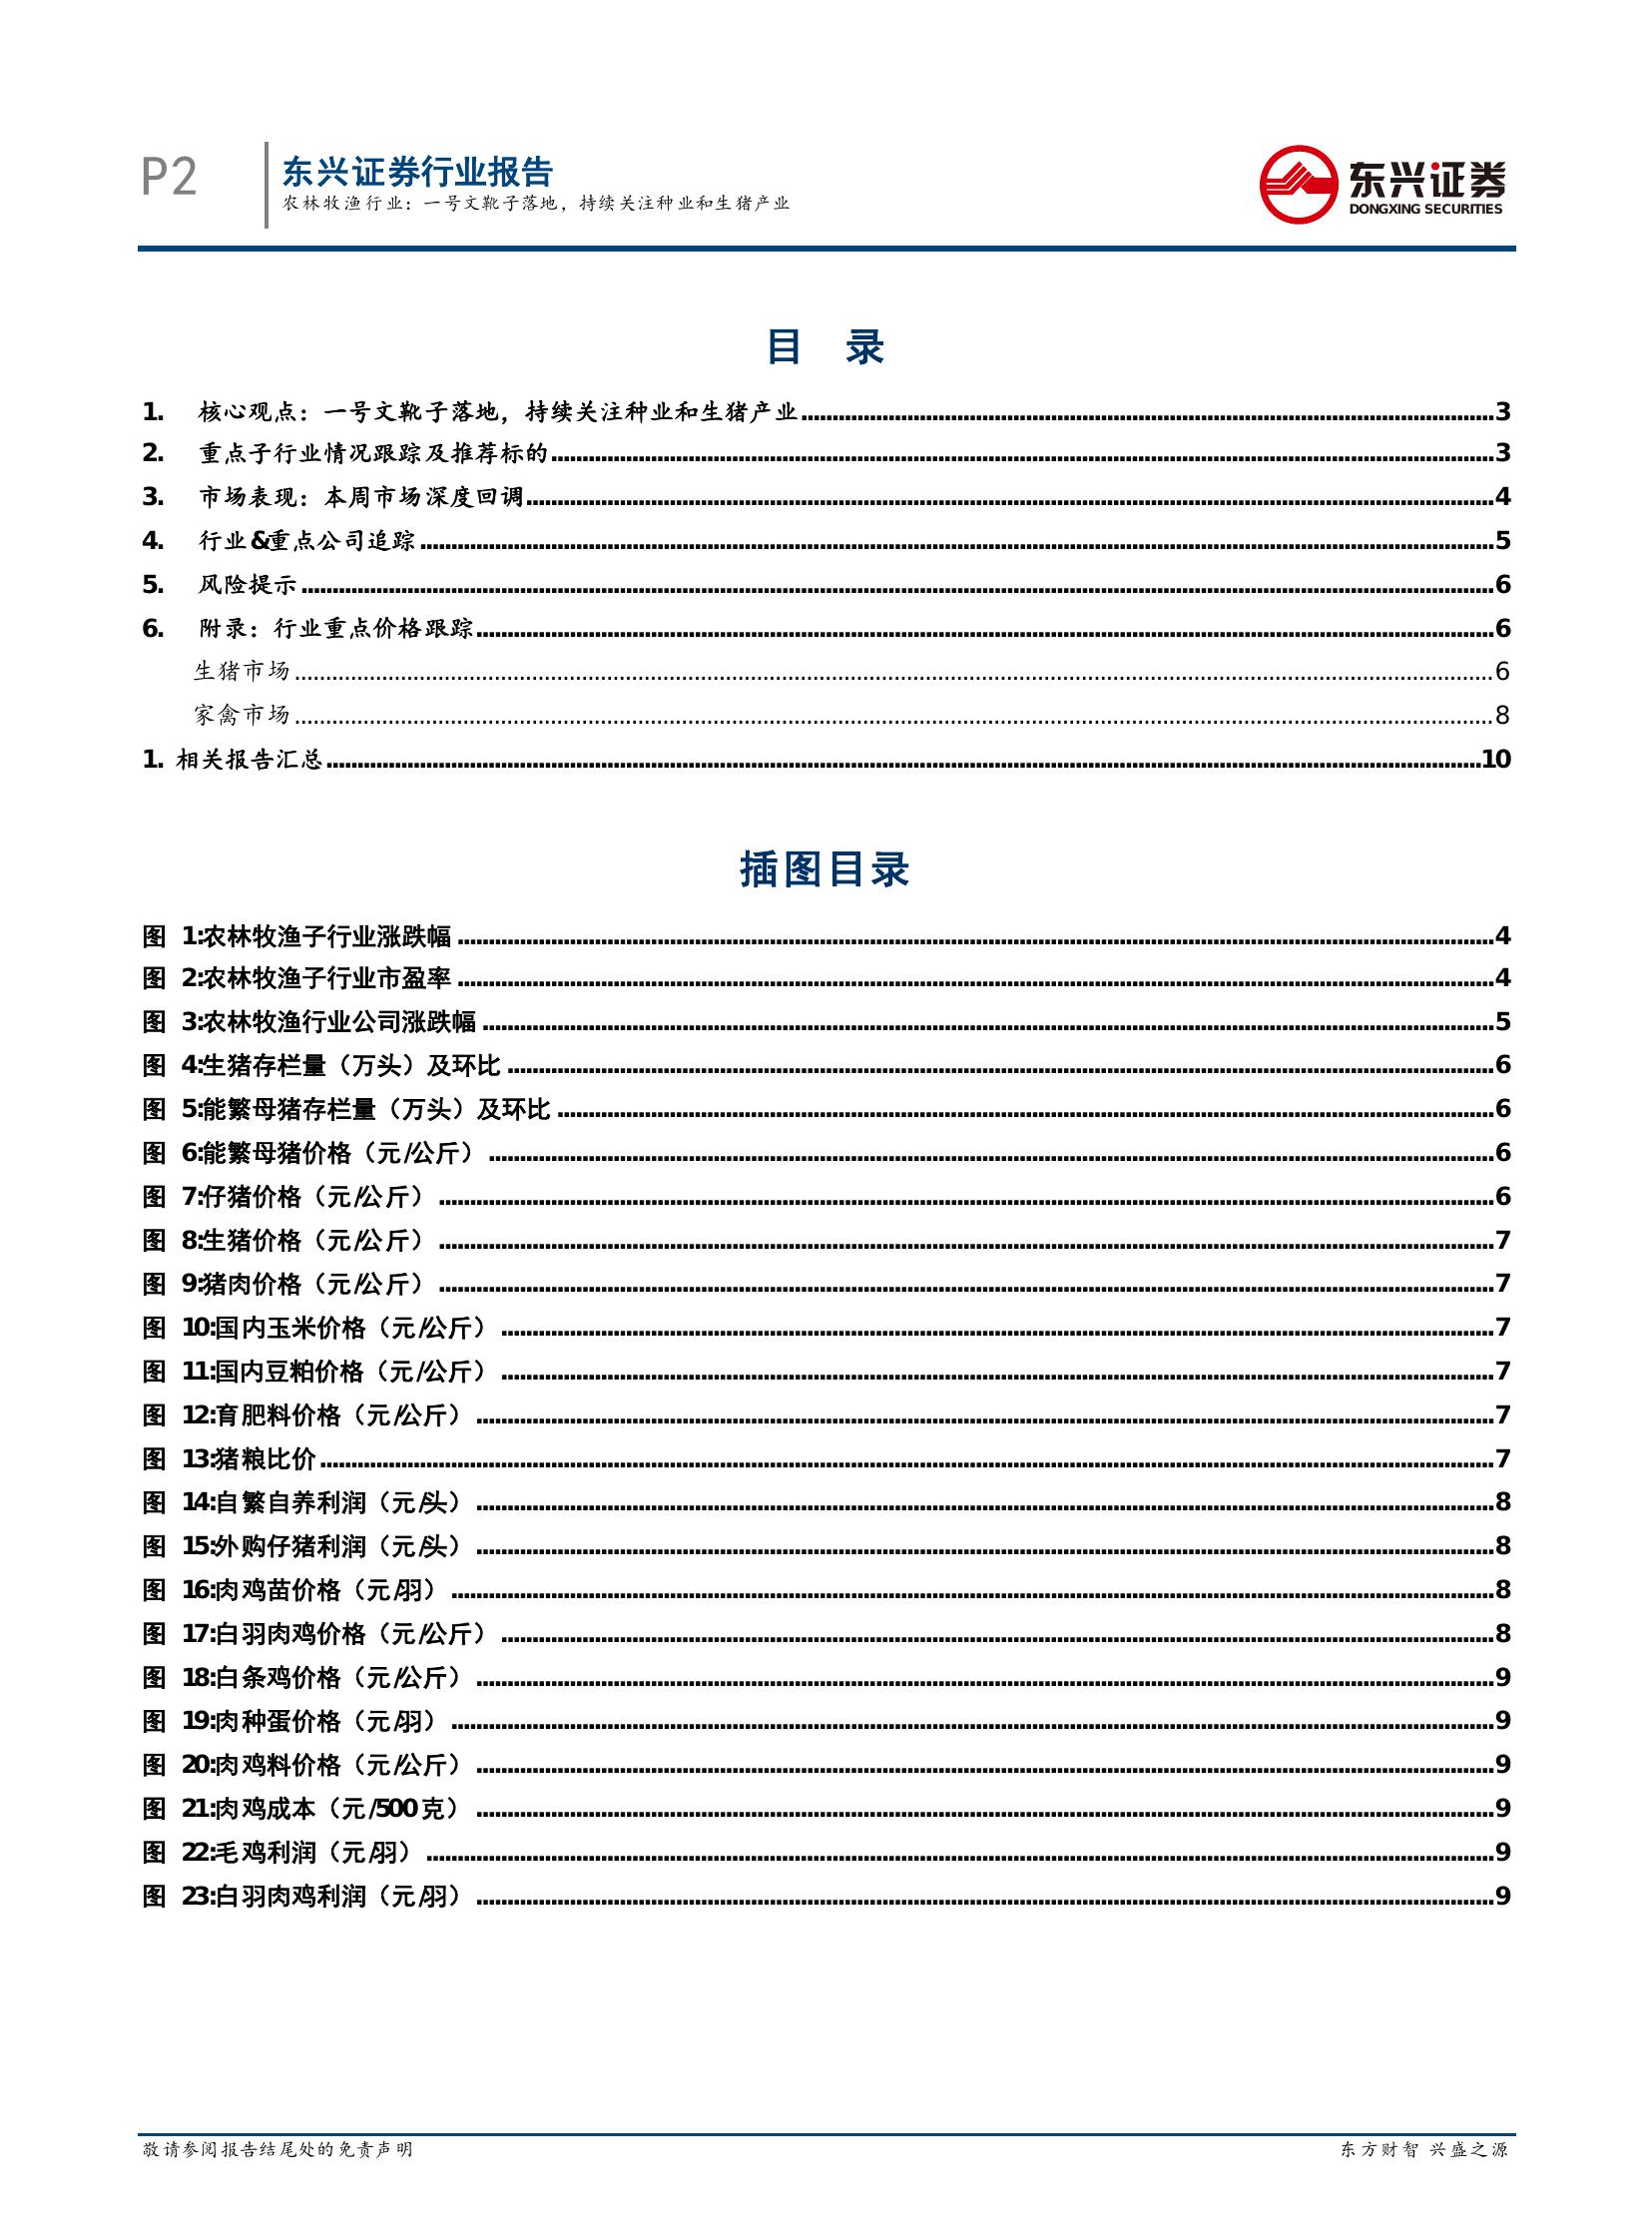 P2
东兴证券行业报告
农林牧渔行业：一号文靴子落地，持续关注种业和生猪产业
东兴证券
DONGXING SECURITIES
目 录
1. 核心观点：一号文靴子落地，持续关注种业和生猪产业........3
2. 重点子行业情况跟踪及推荐标的........3
3. 市场表现：本周市场深度回调........4
4. 行业&重点公司追踪........5
5. 风险提示........6
6. 附录：行业重点价格跟踪........6
生猪市场........6
家禽市场........8
1. 相关报告汇总........10
插图目录
图 1:农林牧渔子行业涨跌幅........4
图 2:农林牧渔子行业市盈率........4
图 3:农林牧渔行业公司涨跌幅........5
图 4:生猪存栏量（万头）及环比........6
图 5:能繁母猪存栏量（万头）及环比........6
图 6:能繁母猪价格（元/公斤）........6
图 7:仔猪价格（元/公斤）........6
图 8:生猪价格（元/公斤）........7
图 9:猪肉价格（元/公斤）........7
图 10:国内玉米价格（元/公斤）........7
图 11:国内豆粕价格（元/公斤）........7
图 12:育肥料价格（元/公斤）........7
图 13:猪粮比价........7
图 14:自繁自养利润（元/头）........8
图 15:外购仔猪利润（元/头）........8
图 16:肉鸡苗价格（元/羽）........8
图 17:白羽肉鸡价格（元/公斤）........8
图 18:白条鸡价格（元/公斤）........9
图 19:肉种蛋价格（元/羽）........9
图 20:肉鸡料价格（元/公斤）........9
图 21:肉鸡成本（元/500克）........9
图 22:毛鸡利润（元/羽）........9
图 23:白羽肉鸡利润（元/羽）........9
敬请参阅报告结尾处的免责声明
东方财智 兴盛之源